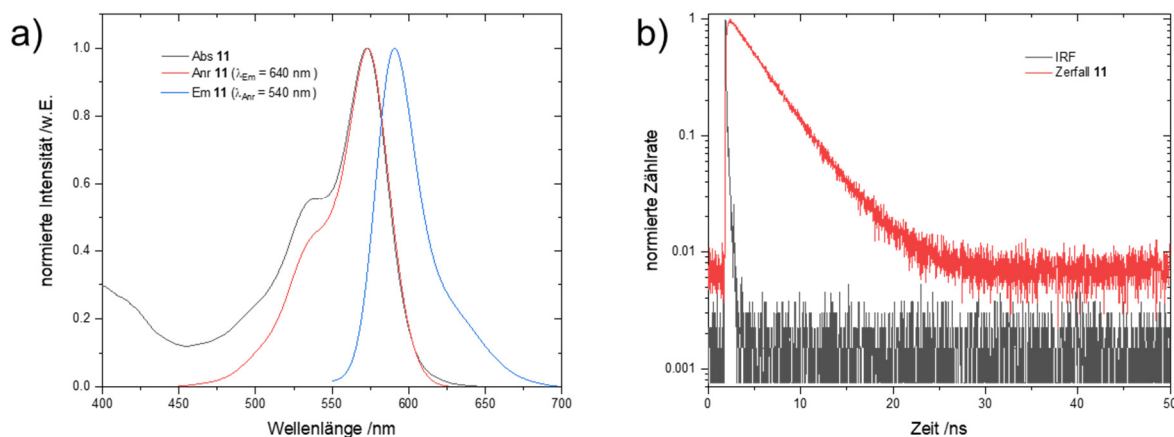 a)
normierte Intensität /w.E.
1.0
0.8
0.6
0.4
0.2
0.0
Abs 11
Anr 11 (λEm = 640 nm )
Em 11 (λAnr = 540 nm )
400 450 500 550 600 650 700
Wellenlänge /nm
b)
normierte Zählrate
1
0.1
0.01
0.001
IRF
Zerfall 11
0 10 20 30 40 50
Zeit /ns